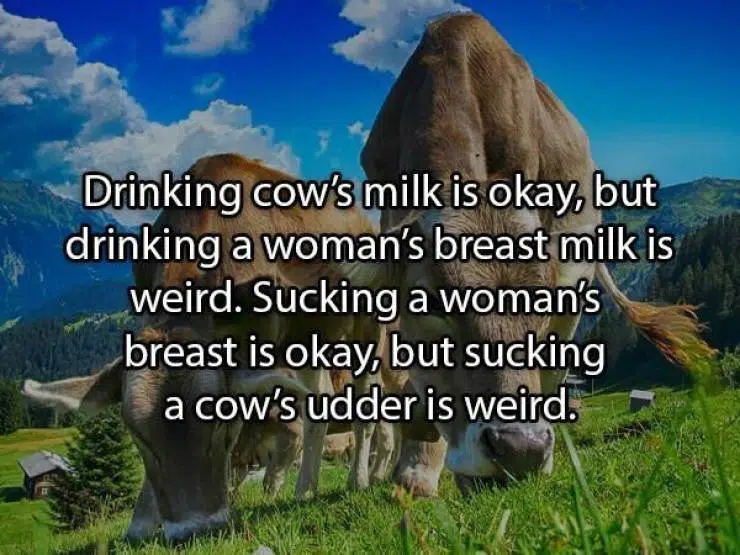 Drinking cow's milk is okay, but
drinking a woman's breast milk is
weird. Sucking a woman's
breast is okay, but sucking
a cow's udder is weird.